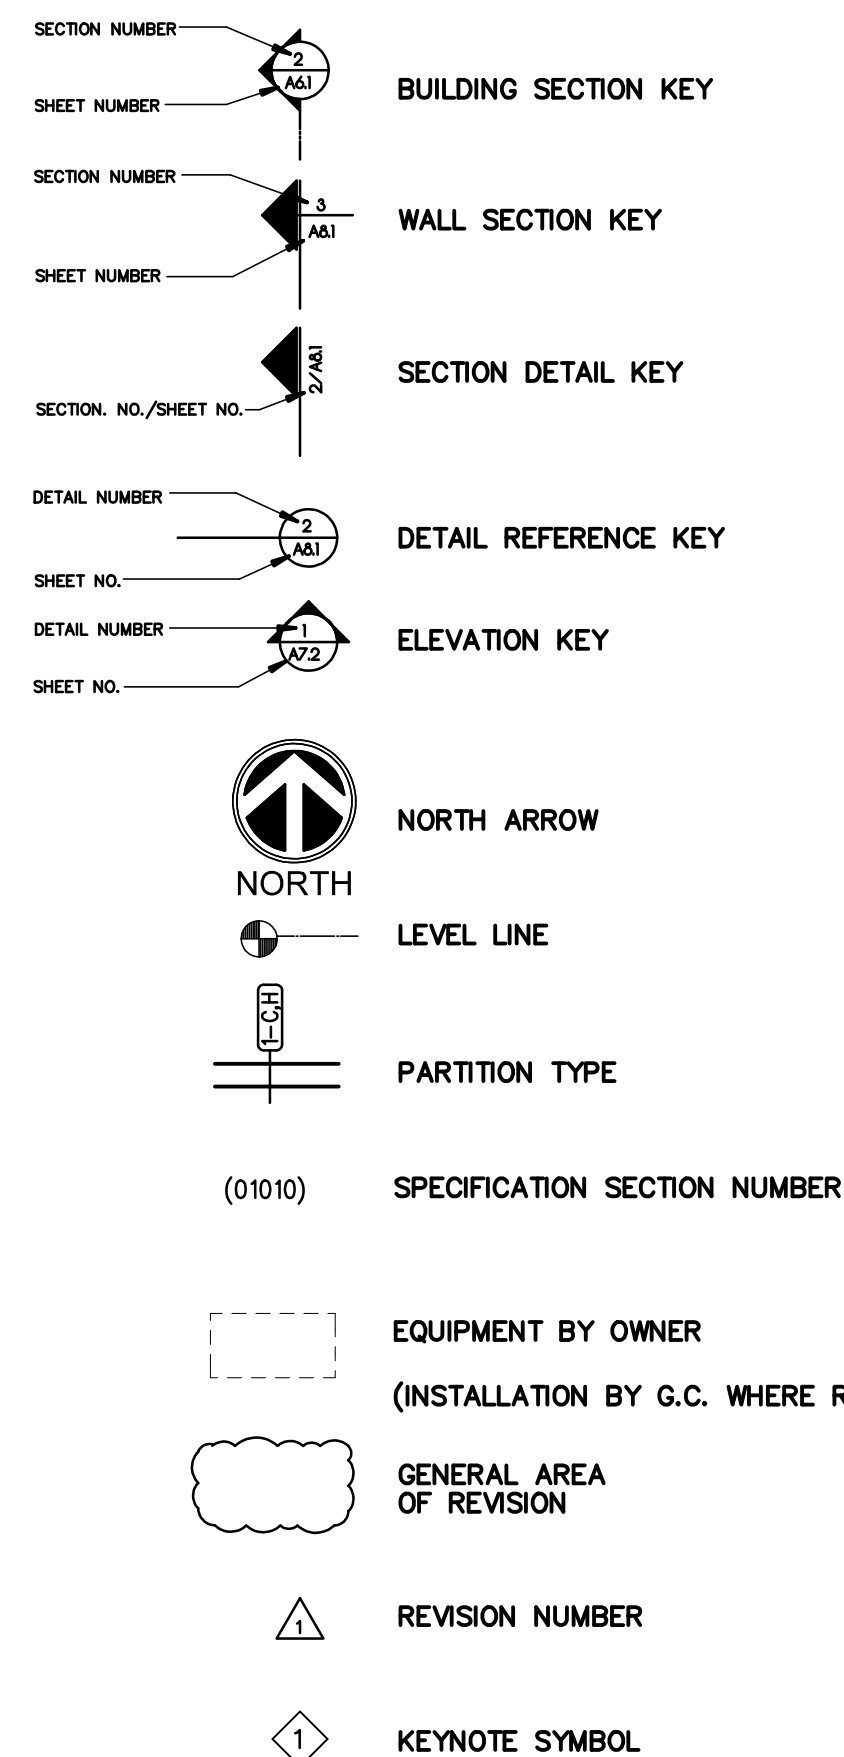 SECTION NUMBER
2
A6.1
SHEET NUMBER
BUILDING SECTION KEY
SECTION NUMBER
3
A8.1
SHEET NUMBER
WALL SECTION KEY
2/A8.1
SECTION. NO./SHEET NO.
SECTION DETAIL KEY
DETAIL NUMBER
2
A8.1
SHEET NO.
DETAIL REFERENCE KEY
DETAIL NUMBER
1
A7.2
SHEET NO.
ELEVATION KEY
NORTH
NORTH ARROW
LEVEL LINE
1-C,H
PARTITION TYPE
(01010)
SPECIFICATION SECTION NUMBER
EQUIPMENT BY OWNER
(INSTALLATION BY G.C. WHERE
GENERAL AREA
OF REVISION
1
REVISION NUMBER
1
KEYNOTE SYMBOL